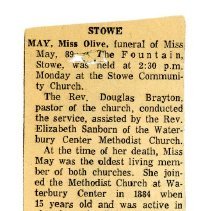 STOWE
MAY, Miss Olive, funeral of Miss
May, 89 The Fountain,
Stowe, was held at 2:30 p.m.
Monday at the Stowe Communi-
ty Church.
The Rev. Douglas Brayton,
pastor of the church, conducted
the service, assisted by the Rev.
Elizabeth Sanborn of the Water-
bury Center Methodist Church.
At the time of her death, Miss
May was the oldest living mem-
ber of both churches. She join-
ed the Methodist Church at Wa-
terbury Center in 1884 when
15 years old and was active in